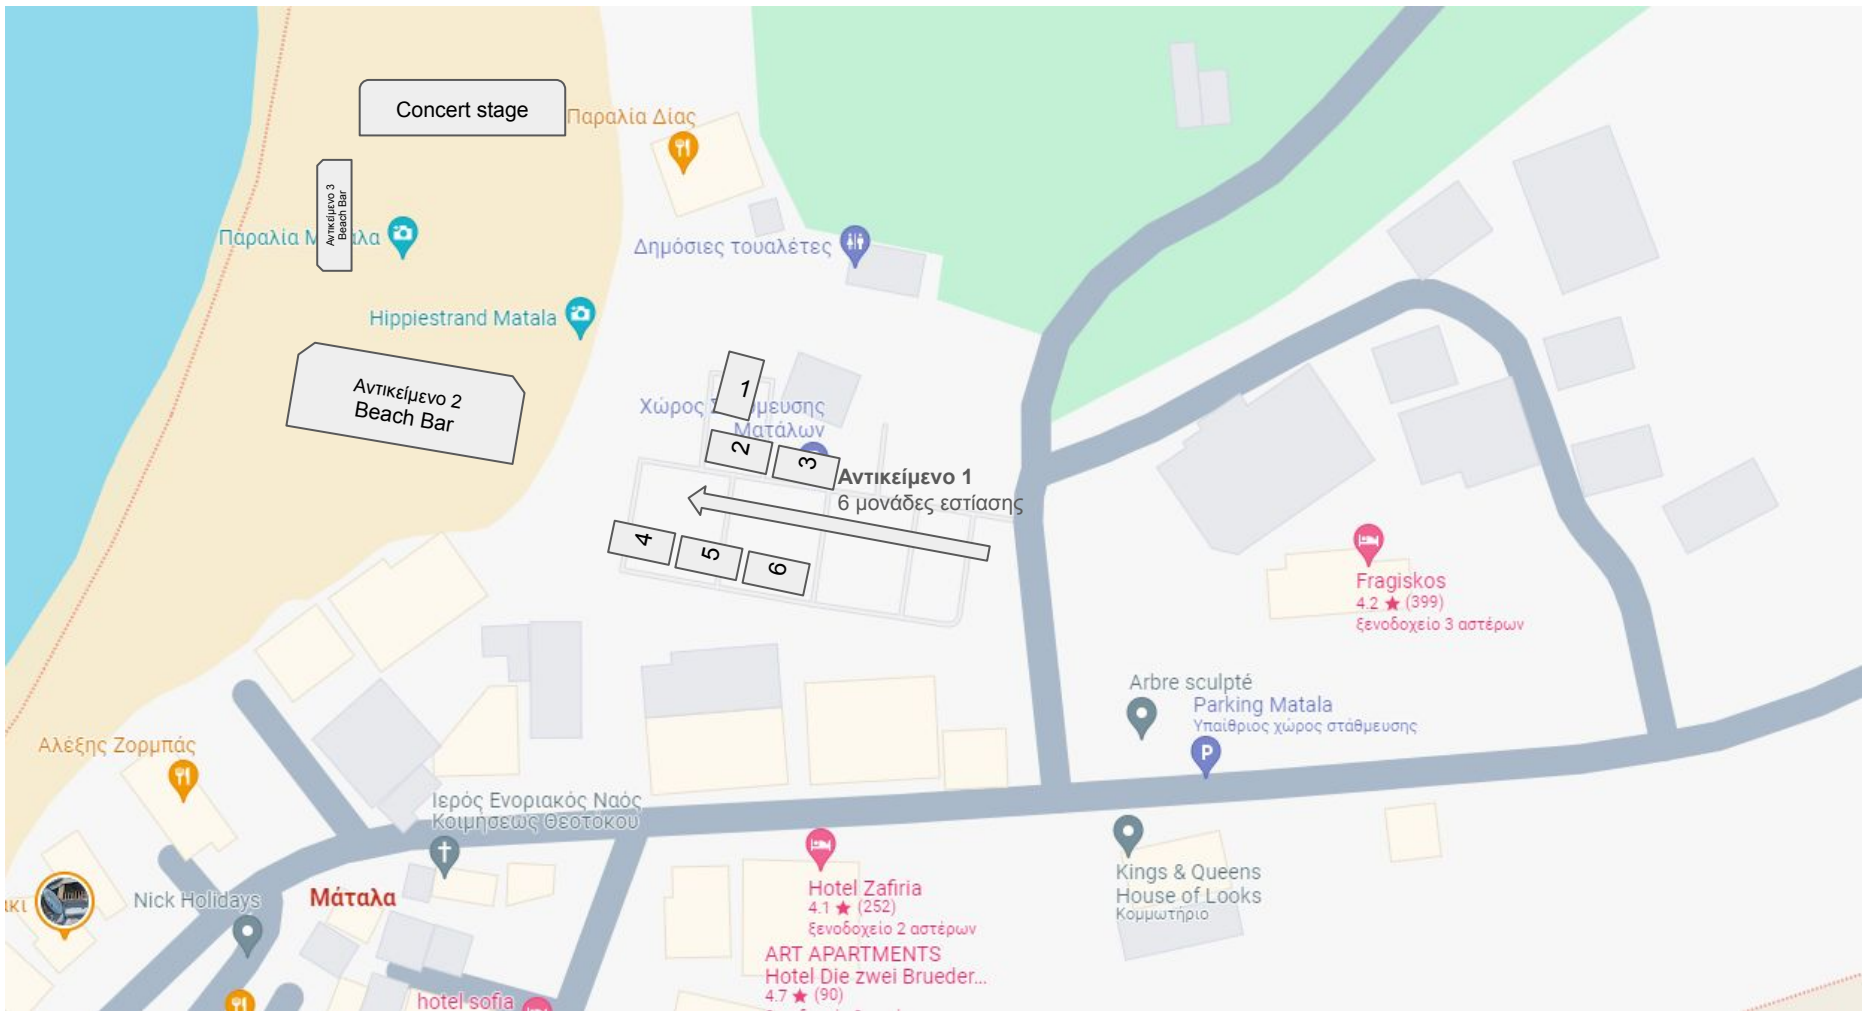 Concert stage
Παραλία Δίας
Αντικείμενο 3
Beach Bar
Παραλία Μ
αλα
Δημόσιες τουαλέτες
Hippiestrand Matala
Αντικείμενο 2
Beach Bar
1
Χώρος Σ
μευσης
Ματάλων
2
3
Αντικείμενο 1
6 μονάδες εστίασης
4
5
6
Fragiskos
4.2 ★ (399)
ξενοδοχείο 3 αστέρων
Arbre sculpté
Parking Matala
Υπαίθριος χώρος στάθμευσης
P
Αλέξης Ζορμπάς
Ιερός Ενοριακός Ναός
Κοιμήσεως Θεοτόκου
Hotel Zafiria
4.1 ★ (252)
ξενοδοχείο 2 αστέρων
Kings & Queens
House of Looks
Κομμωτήριο
ακι
Nick Holidays
Μάταλα
ART APARTMENTS
Hotel Die zwei Brueder...
4.7 ★ (90)
hotel sofia